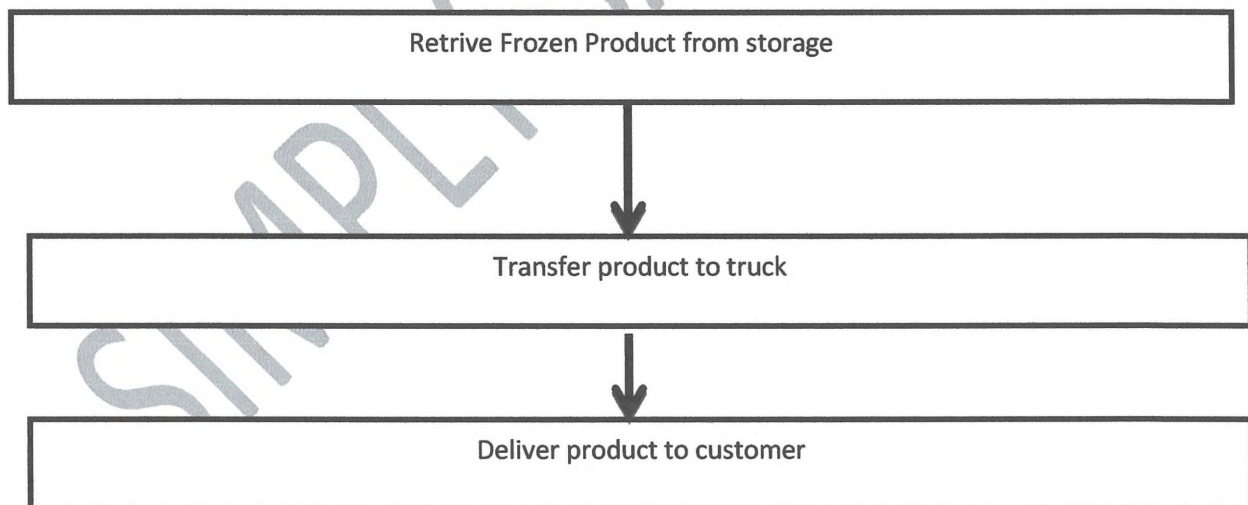 Retrive Frozen Product from storage
Transfer product to truck
Deliver product to customer